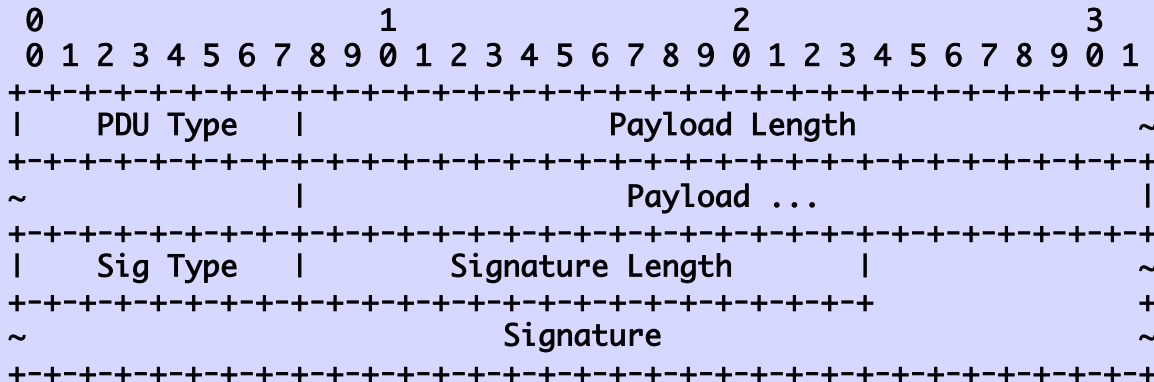 0                   1                   2                   3
 0 1 2 3 4 5 6 7 8 9 0 1 2 3 4 5 6 7 8 9 0 1 2 3 4 5 6 7 8 9 0 1
+-+-+-+-+-+-+-+-+-+-+-+-+-+-+-+-+-+-+-+-+-+-+-+-+-+-+-+-+-+-+-+-+
|    PDU Type   |                 Payload Length                ~
+-+-+-+-+-+-+-+-+-+-+-+-+-+-+-+-+-+-+-+-+-+-+-+-+-+-+-+-+-+-+-+-+
~               |                  Payload ...                  |
+-+-+-+-+-+-+-+-+-+-+-+-+-+-+-+-+-+-+-+-+-+-+-+-+-+-+-+-+-+-+-+-+
|    Sig Type   |        Signature Length       |               ~
+-+-+-+-+-+-+-+-+-+-+-+-+-+-+-+-+-+-+-+-+-+-+-+-+               +
~                           Signature                           ~
+-+-+-+-+-+-+-+-+-+-+-+-+-+-+-+-+-+-+-+-+-+-+-+-+-+-+-+-+-+-+-+-+